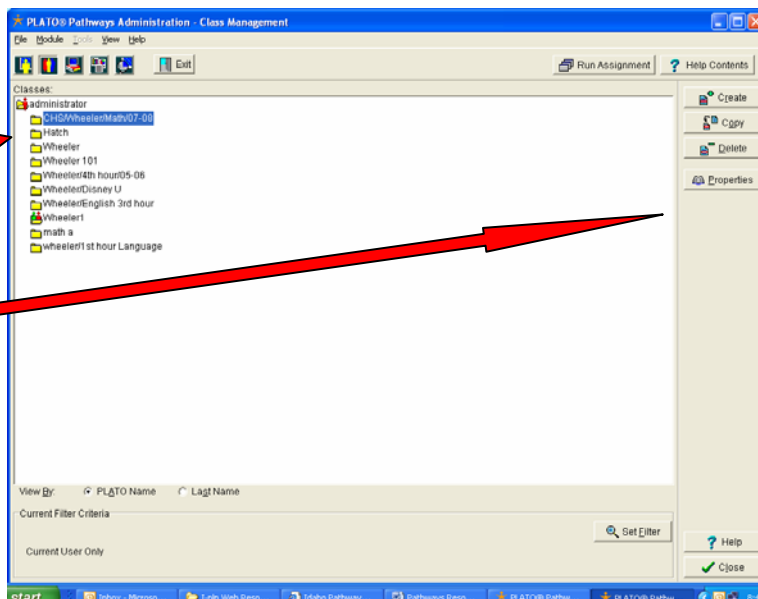 PLATO® Pathways Administration - Class Management
File Module Tools View Help
Exit Run Assignment ? Help Contents
Classes:
administrator
CHS/Wheeler/Math/07-08
Hatch
Wheeler
Wheeler 101
Wheeler/4th hour/05-06
Wheeler/Disney U
Wheeler/English 3rd hour
Wheeler1
math a
wheeler/1st hour Language
Create
Copy
Delete
Properties
View By: PLATO Name Last Name
Current Filter Criteria
Set Filter
Current User Only
? Help
Close
start Inbox - Microso... Idaho Pathway... Pathways Reso... PLATO® Pathw... PLATO® Pathw...